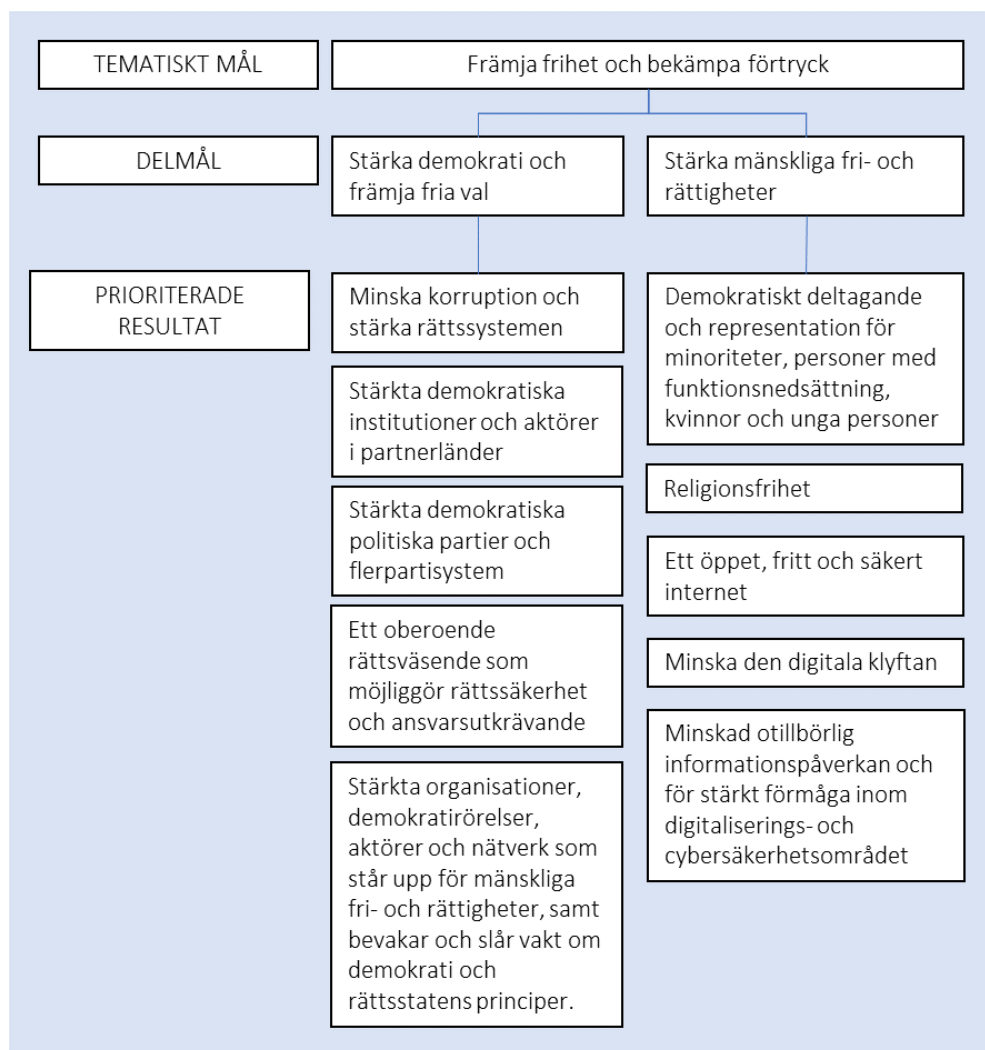 TEMATISKT MÅL
Främja frihet och bekämpa förtryck
DELMÅL
Stärka demokrati och
främja fria val
Stärka mänskliga fri- och
rättigheter
PRIORITERADE
RESULTAT
Minska korruption och
stärka rättssystemen
Stärkta demokratiska
institutioner och aktörer
i partnerländer
Stärkta demokratiska
politiska partier och
flerpartisystem
Ett oberoende
rättsväsende som
möjliggör rättssäkerhet
och ansvarsutkrävande
Stärkta organisationer,
demokratirörelser,
aktörer och nätverk som
står upp för mänskliga
fri- och rättigheter, samt
bevakar och slår vakt om
demokrati och
rättsstatens principer.
Demokratiskt deltagande
och representation för
minoriteter, personer med
funktionsnedsättning,
kvinnor och unga personer
Religionsfrihet
Ett öppet, fritt och säkert
internet
Minska den digitala klyftan
Minskad otillbörlig
informationspåverkan och
för stärkt förmåga inom
digitaliserings- och
cybersäkerhetsområdet